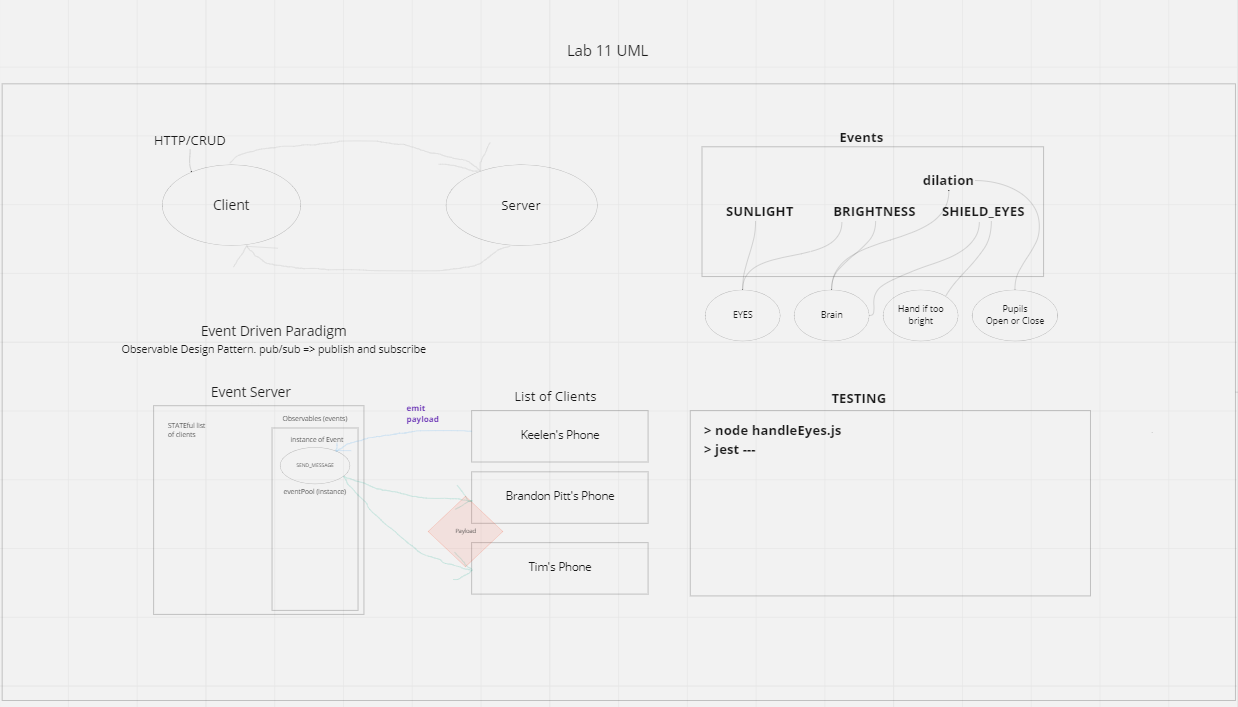 Lab 11 UML
HTTP/CRUD
Client
Server
Events
dilation
SUNLIGHT
BRIGHTNESS
SHIELD_EYES
EYES
Brain
Hand if too
bright
Pupils
Open or Close
Event Driven Paradigm
Observable Design Pattern. pub/sub => publish and subscribe
Event Server
STATEful list
of clients
Observables (events)
instance of Event
SEND_MESSAGE
eventPool (instance)
emit
payload
List of Clients
Keelen's Phone
Brandon Pitt's Phone
Payload
Tim's Phone
TESTING
> node handleEyes.js
> jest ---